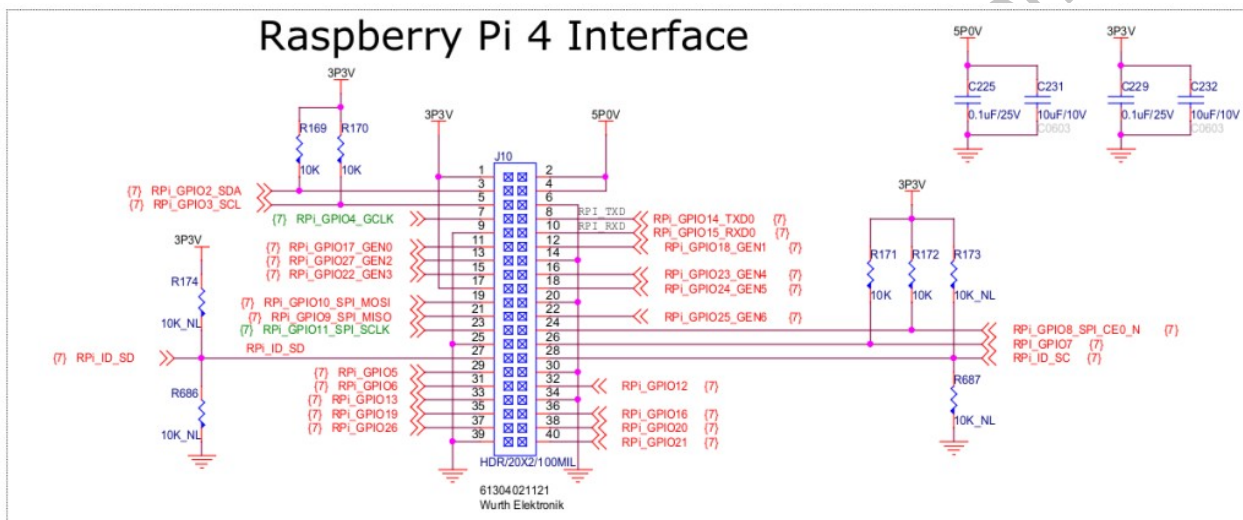 Raspberry Pi 4 Interface
5P0V
3P3V
C225
0.1uF/25V
C231
10uF/10V
C0603
C229
0.1uF/25V
C232
10uF/10V
C0603
3P3V
R169
10K
R170
10K
3P3V
5P0V
J10
1 2
3 4
5 6
7 8
9 10
11 12
13 14
15 16
17 18
19 20
21 22
23 24
25 26
27 28
29 30
31 32
33 34
35 36
37 38
39 40
HDR/20X2/100MIL
61304021121
Wurth Elektronik
{7} RPi_GPIO2_SDA
{7} RPi_GPIO3_SCL
{7} RPi_GPIO4_GCLK
{7} RPi_GPIO17_GEN0
{7} RPi_GPIO27_GEN2
{7} RPi_GPIO22_GEN3
{7} RPi_GPIO10_SPI_MOSI
{7} RPi_GPIO9_SPI_MISO
{7} RPi_GPIO11_SPI_SCLK
3P3V
R174
10K_NL
{7} RPi_ID_SD
RPi_ID_SD
R686
10K_NL
{7} RPi_GPIO5
{7} RPi_GPIO6
{7} RPi_GPIO13
{7} RPi_GPIO19
{7} RPi_GPIO26
RPI_TXD
RPI_RXD
RPi_GPIO14_TXD0 {7}
RPi_GPIO15_RXD0 {7}
RPi_GPIO18_GEN1 {7}
RPi_GPIO23_GEN4 {7}
RPi_GPIO24_GEN5 {7}
RPi_GPIO25_GEN6 {7}
3P3V
R171
10K
R172
10K
R173
10K_NL
RPi_GPIO8_SPI_CE0_N {7}
RPI_GPIO7 {7}
RPi_ID_SC {7}
R687
10K_NL
RPi_GPIO12 {7}
RPi_GPIO16 {7}
RPi_GPIO20 {7}
RPi_GPIO21 {7}